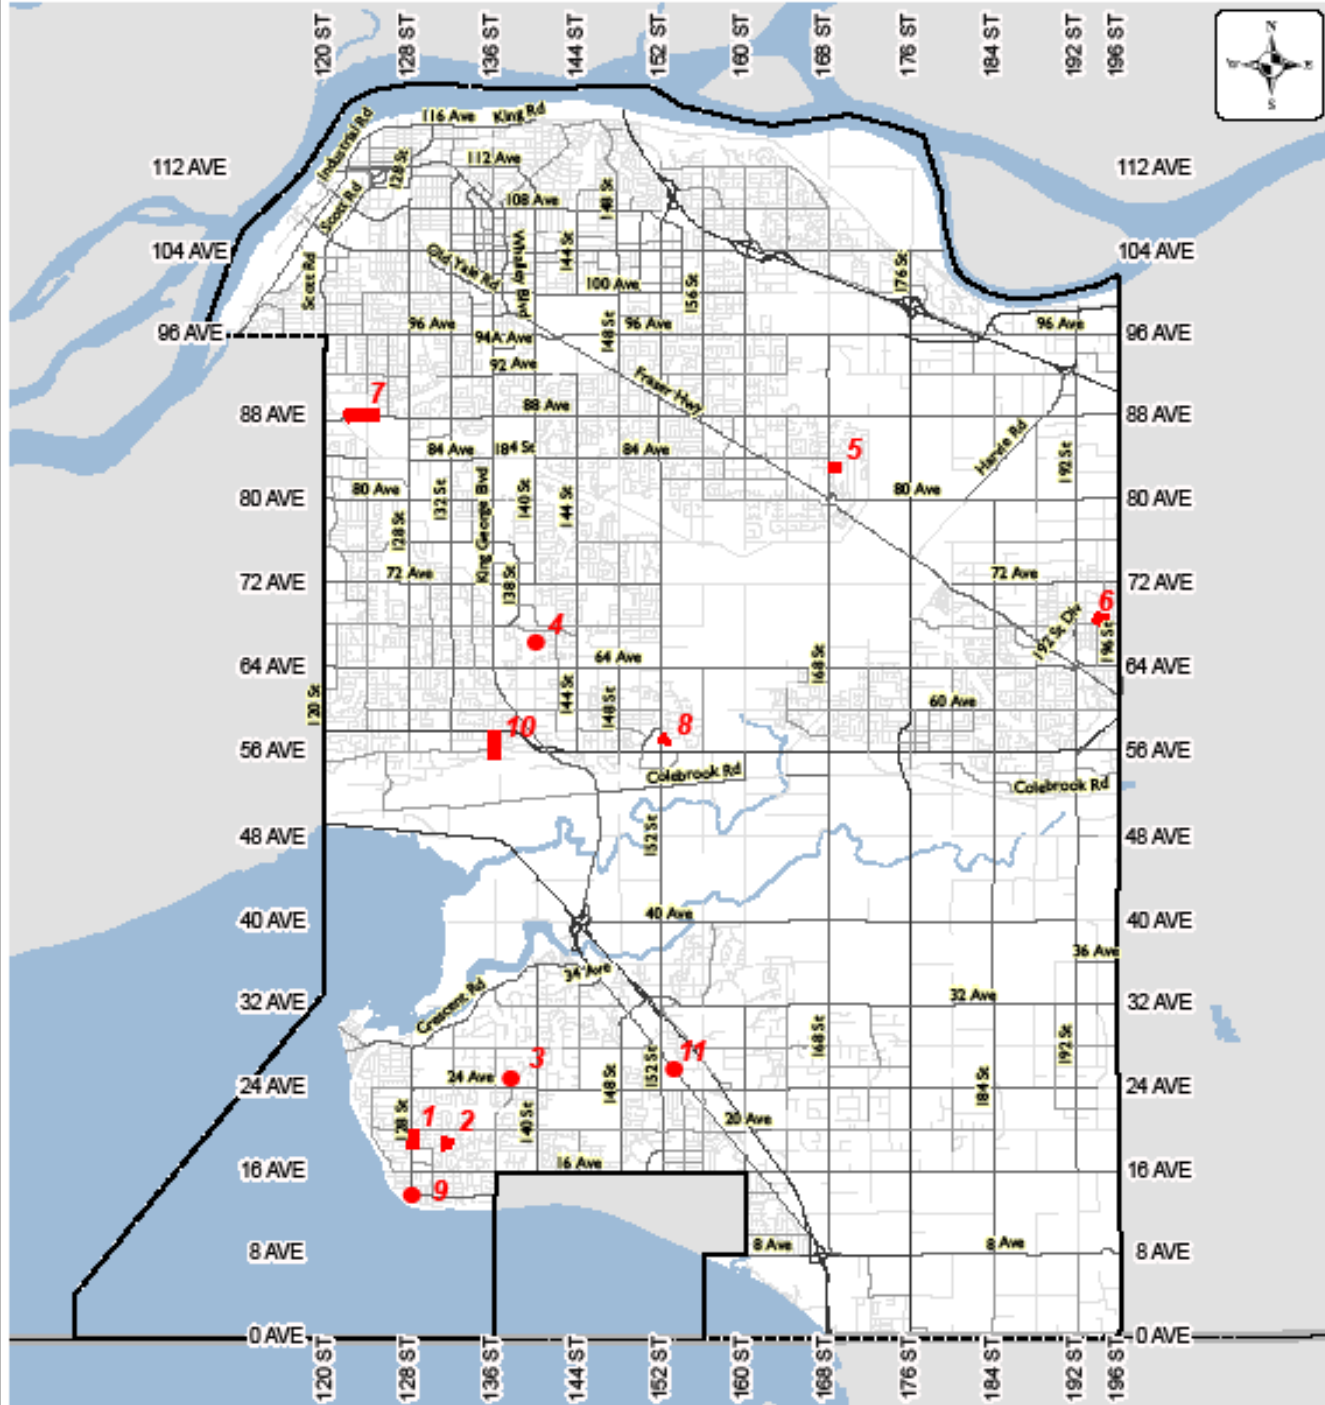 120 ST
128 ST
136 ST
144 ST
152 ST
160 ST
168 ST
176 ST
184 ST
192 ST
196 ST
N
W
E
S
116 Ave
King Rd
Industrial Rd
112 AVE
128 St
112 Ave
112 AVE
Scott Rd
108 Ave
148 St
104 AVE
Scott Rd
Old Yale Rd
Whalley Blvd
144 St
100 Ave
156 St
176 St
104 AVE
96 AVE
96 Ave
94A Ave
148 St
96 Ave
96 Ave
96 AVE
92 Ave
Fraser Hwy
7
88 AVE
88 Ave
88 AVE
84 Ave
184 St
84 Ave
5
Harvie Rd
192 St
80 AVE
80 Ave
132 St
King George Blvd
140 St
144 St
80 Ave
80 AVE
128 St
72 AVE
72 Ave
138 St
72 Ave
72 AVE
4
6
192 St Div
196 St
64 AVE
64 Ave
168 St
64 AVE
120 St
144 St
148 St
60 Ave
10
8
56 AVE
56 AVE
Colebrook Rd
Colebrook Rd
48 AVE
152 St
48 AVE
40 AVE
40 Ave
40 AVE
36 Ave
34 Ave
32 AVE
Crescent Rd
32 Ave
32 AVE
168 St
192 St
3
11
24 AVE
24 Ave
148 St
152 St
184 St
24 AVE
128 St
1
2
140 St
20 Ave
16 AVE
16 Ave
16 AVE
9
8 AVE
8 Ave
8 Ave
8 AVE
0 AVE
0 AVE
120 ST
128 ST
136 ST
144 ST
152 ST
160 ST
168 ST
176 ST
184 ST
192 ST
196 ST